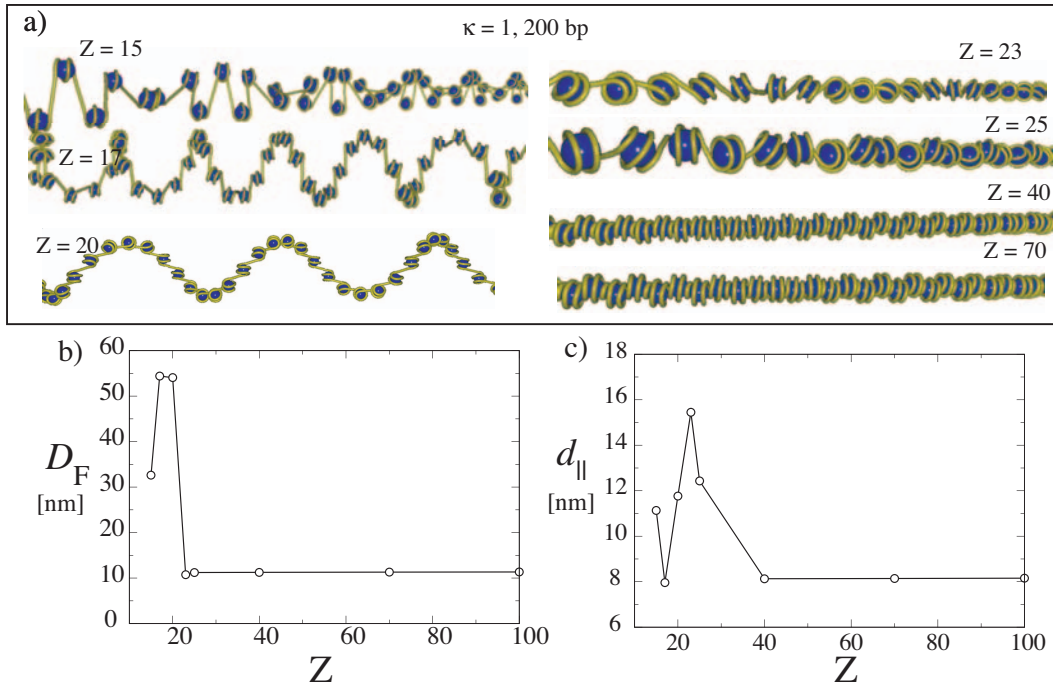 a)
κ = 1, 200 bp
Z = 15
Z = 17
Z = 20
Z = 23
Z = 25
Z = 40
Z = 70
b)
60
50
40
30
20
10
0
D_F
[nm]
20 40 60 80 100
Z
c)
18
16
14
12
10
8
6
d_||
[nm]
20 40 60 80 100
Z